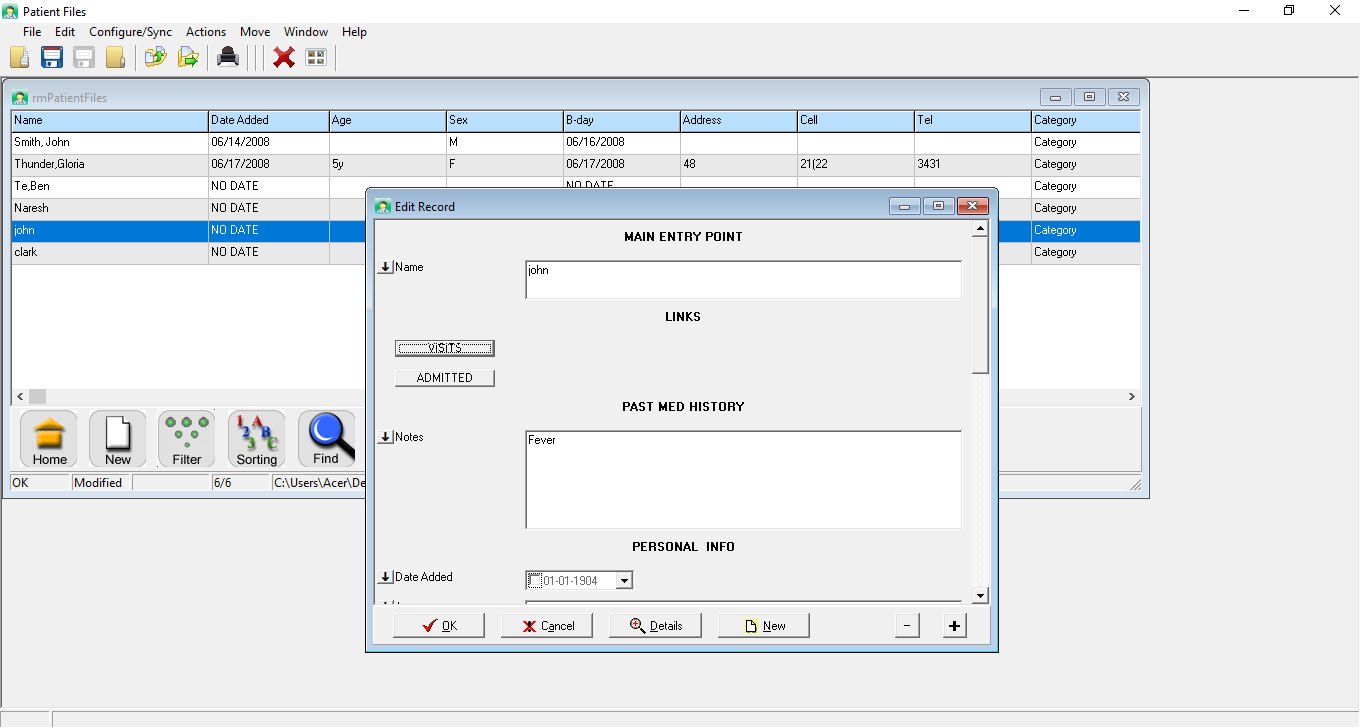 Patient Files
File Edit Configure/Sync Actions Move Window Help
rmPatientFiles
Name Date Added Age Sex B-day Address Cell Tel Category
Smith, John 06/14/2008 M 06/16/2008 Category
Thunder,Gloria 06/17/2008 5y F 06/17/2008 48 21(22 3431 Category
Te,Ben NO DATE NO DATE Category
Naresh NO DATE Category
john NO DATE Category
clark NO DATE Category
Edit Record
MAIN ENTRY POINT
Name john
LINKS
VISITS
ADMITTED
PAST MED HISTORY
Notes Fever
PERSONAL INFO
Date Added 01-01-1904
OK Cancel Details New - +
Home New Filter Sorting Find
OK Modified 6/6 C:\Users\Acer\De